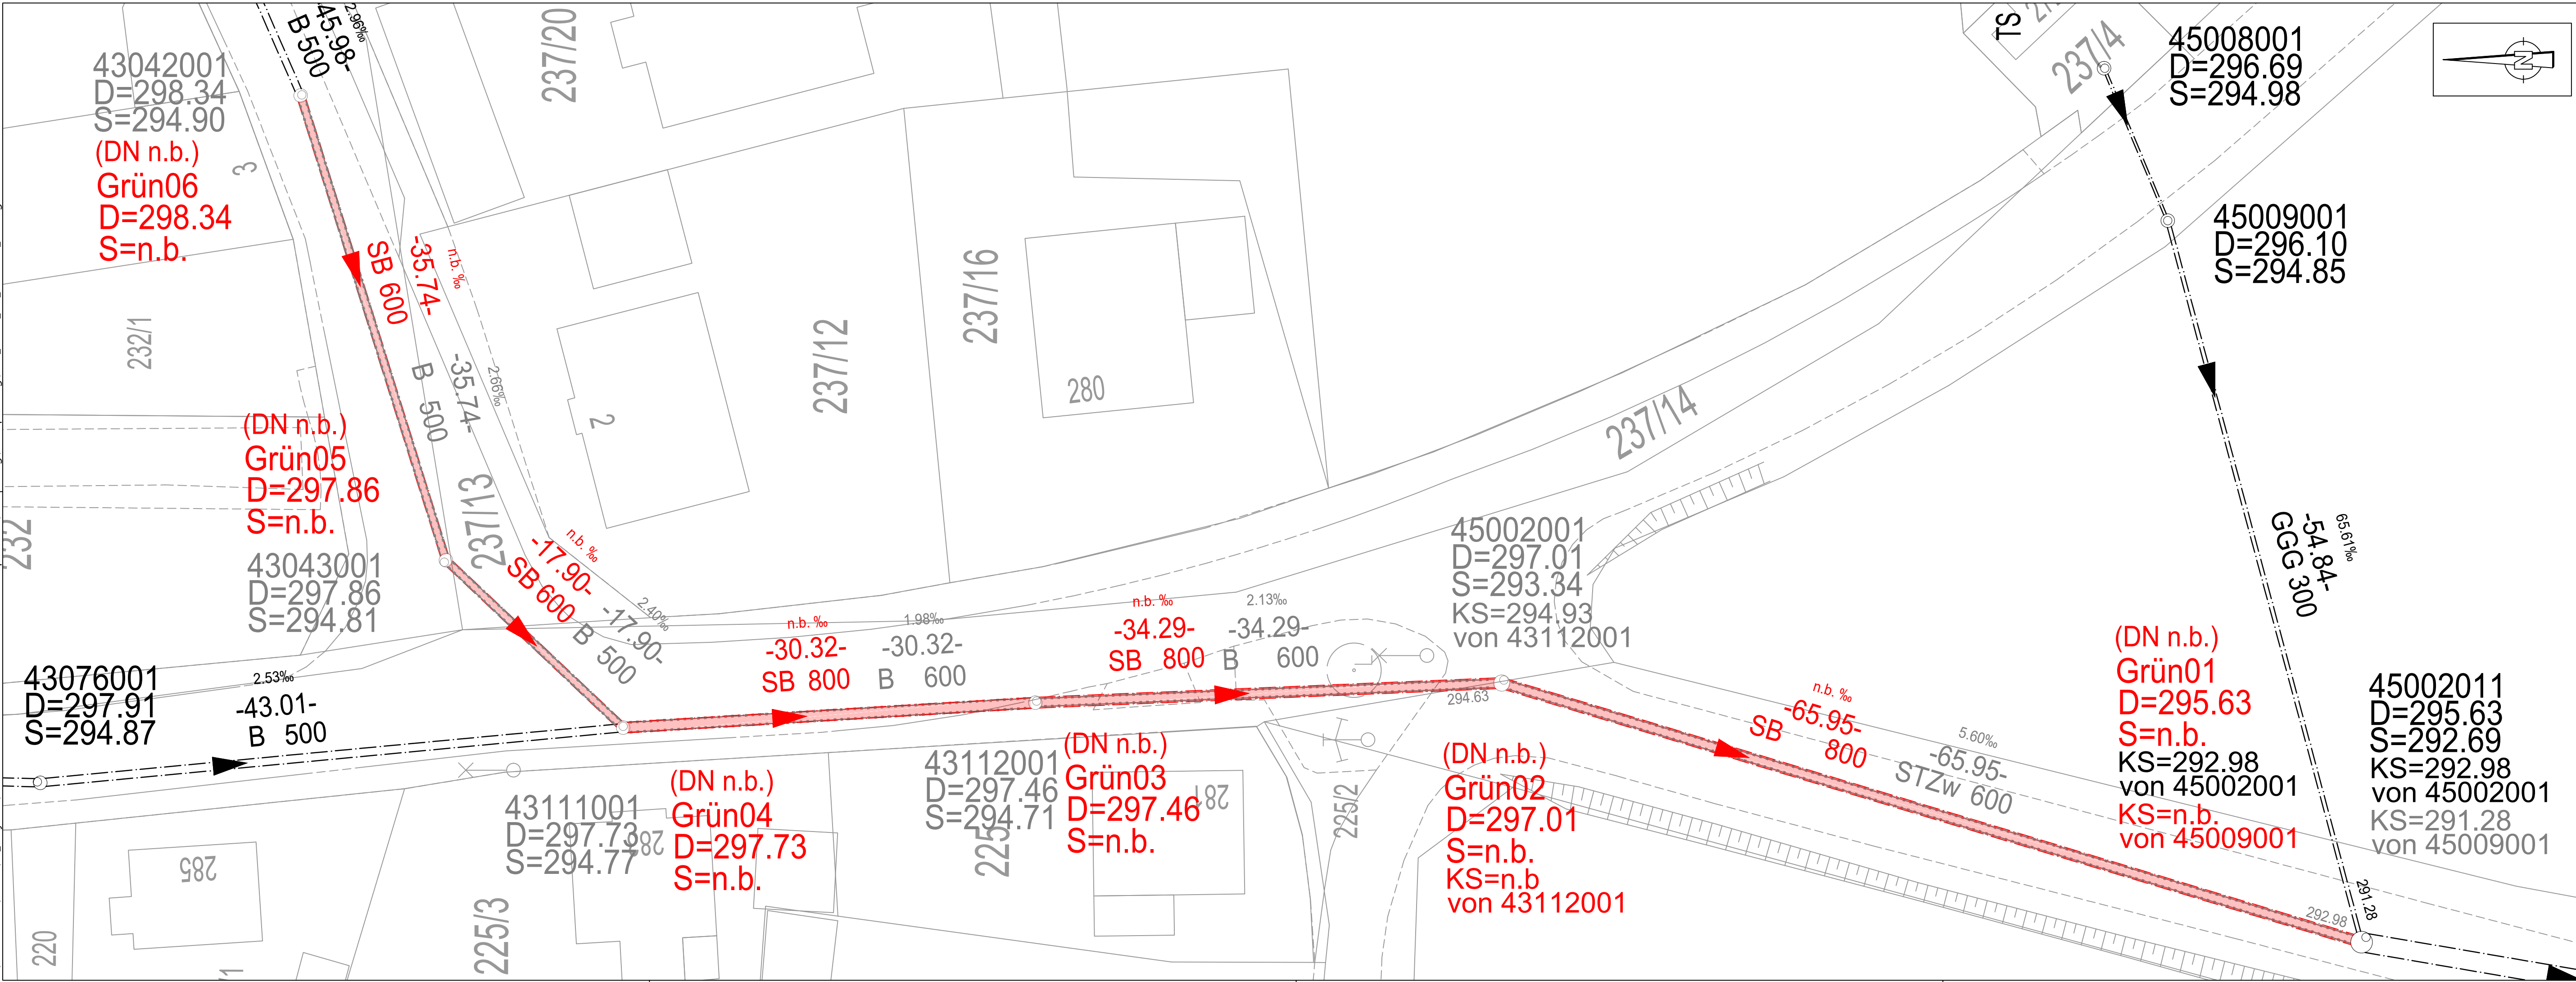 45.98-
B 500
2.96‰
43042001
D=298.34
S=294.90
(DN n.b.)
Grün06
D=298.34
S=n.b.
3
237/20
TS
237/4
45008001
D=296.69
S=294.98
N
45009001
D=296.10
S=294.85
232/1
SB 600
-35.74-
n.b. ‰
B 500
-35.74-
2.66‰
237/12
237/16
280
2
237/14
(DN n.b.)
Grün05
D=297.86
S=n.b.
43043001
D=297.86
S=294.81
232
237/13
n.b. ‰
-17.90-
SB 600
2.40‰
-17.90-
B 500
n.b. ‰
-30.32-
SB 800
1.98‰
-30.32-
B 600
n.b. ‰
-34.29-
SB 800
2.13‰
-34.29-
B 600
45002001
D=297.01
S=293.34
KS=294.93
von 43112001
294.63
65.61‰
-54.84-
GGG 300
43076001
D=297.91
S=294.87
2.53‰
-43.01-
B 500
n.b. ‰
-65.95-
SB 800
5.60‰
-65.95-
STZw 600
(DN n.b.)
Grün01
D=295.63
S=n.b.
KS=292.98
von 45002001
KS=n.b.
von 45009001
45002011
D=295.63
S=292.69
KS=292.98
von 45002001
KS=291.28
von 45009001
43111001
D=297.73
S=294.77
(DN n.b.)
Grün04
D=297.73
S=n.b.
43112001
D=297.46
S=294.71
(DN n.b.)
Grün03
D=297.46
S=n.b.
281
225/2
(DN n.b.)
Grün02
D=297.01
S=n.b.
KS=n.b
von 43112001
285
220
225/3
292.98
291.28